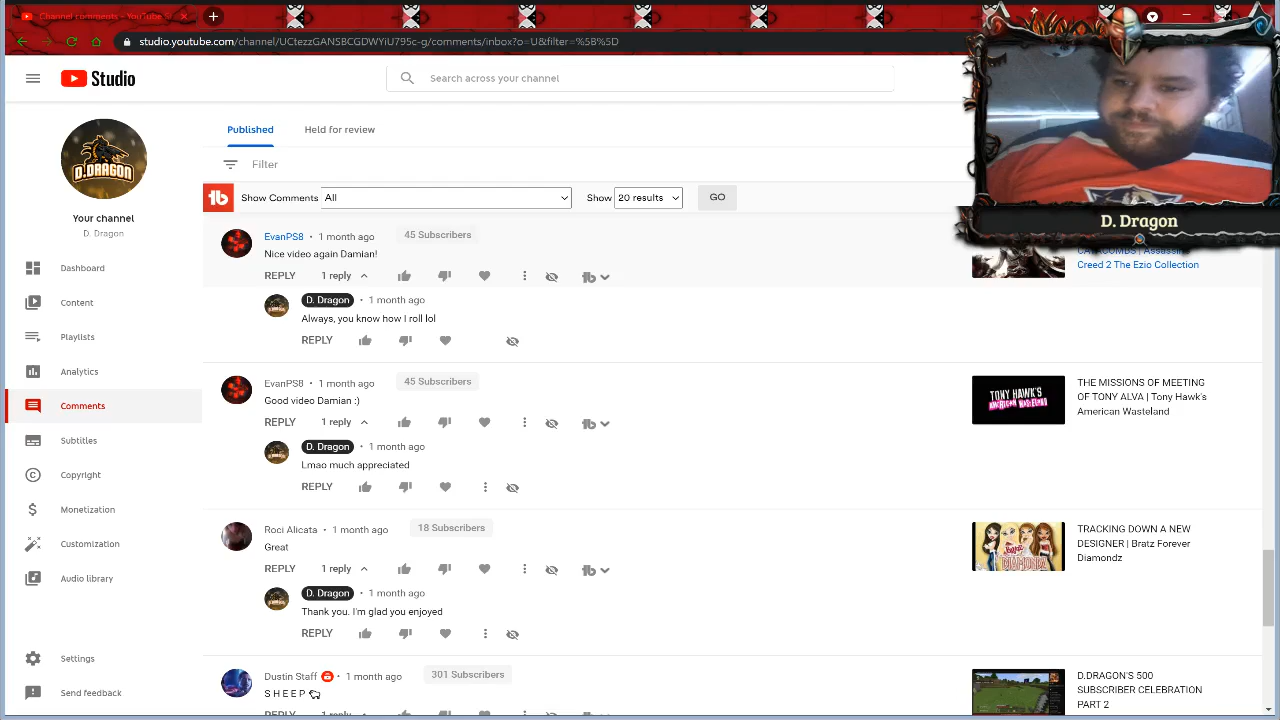 Channel comments - YouTube S
studio.youtube.com/channel/UCtezzGANSBCGDWYiU795c-g/comments/inbox?o=U&filter=%5B%5D
Studio
Search across your channel
D.DRAGON
Your channel
D. Dragon
Dashboard
Content
Playlists
Analytics
Comments
Subtitles
Copyright
Monetization
Customization
Audio library
Settings
Send feedback
Published
Held for review
Filter
Show Comments All
Show 20 results
GO
D. Dragon
EvanPS8 • 1 month ago 45 Subscribers
Nice video again Damian!
REPLY 1 reply
D. Dragon • 1 month ago
Always, you know how I roll lol
REPLY
Creed 2 The Ezio Collection
EvanPS8 • 1 month ago 45 Subscribers
Good video Damian :)
REPLY 1 reply
D. Dragon • 1 month ago
Lmao much appreciated
REPLY
TONY HAWK'S
AMERICAN WASTELAND
THE MISSIONS OF MEETING
OF TONY ALVA | Tony Hawk's
American Wasteland
Roci Alicata • 1 month ago 18 Subscribers
Great
REPLY 1 reply
D. Dragon • 1 month ago
Thank you. I'm glad you enjoyed
REPLY
TRACKING DOWN A NEW
DESIGNER | Bratz Forever
Diamondz
1 month ago 301 Subscribers
D.DRAGON'S 500
SUBSCRIBER CELEBRATION
PART 2